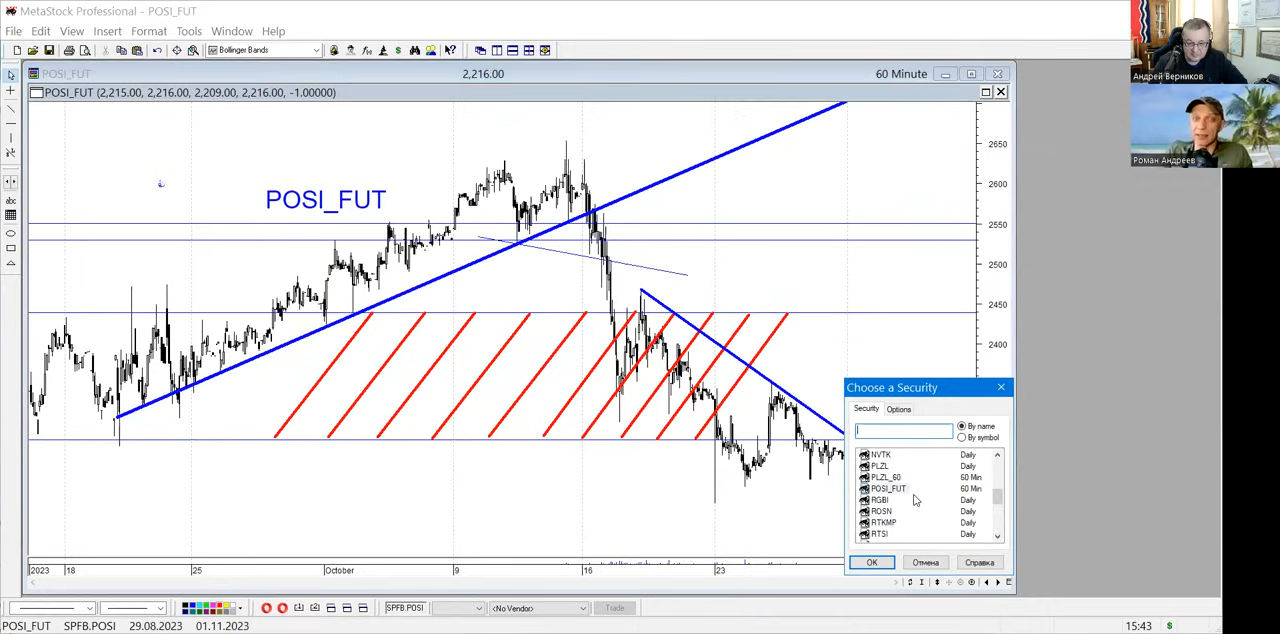 MetaStock Professional - POSI_FUT
File Edit View Insert Format Tools Window Help
Bollinger Bands
POSI_FUT 2,216.00 60 Minute
POSI_FUT (2,215.00, 2,216.00, 2,209.00, 2,216.00, -1.00000)
POSI_FUT
2650
2600
2550
2500
2450
2400
abc
Андрей Верников
Роман Андреев
Choose a Security
Security Options
By name
By symbol
NVTK Daily
PLZL Daily
PLZL_60 60 Min
POSI_FUT 60 Min
RGBI Daily
ROSN Daily
RTKMP Daily
RTSI Daily
OK Отмена Справка
2023 18 25 October 9 16 23
SPFB.POSI <No Vendor> Trade
POSI_FUT SPFB.POSI 29.08.2023 01.11.2023 15:43